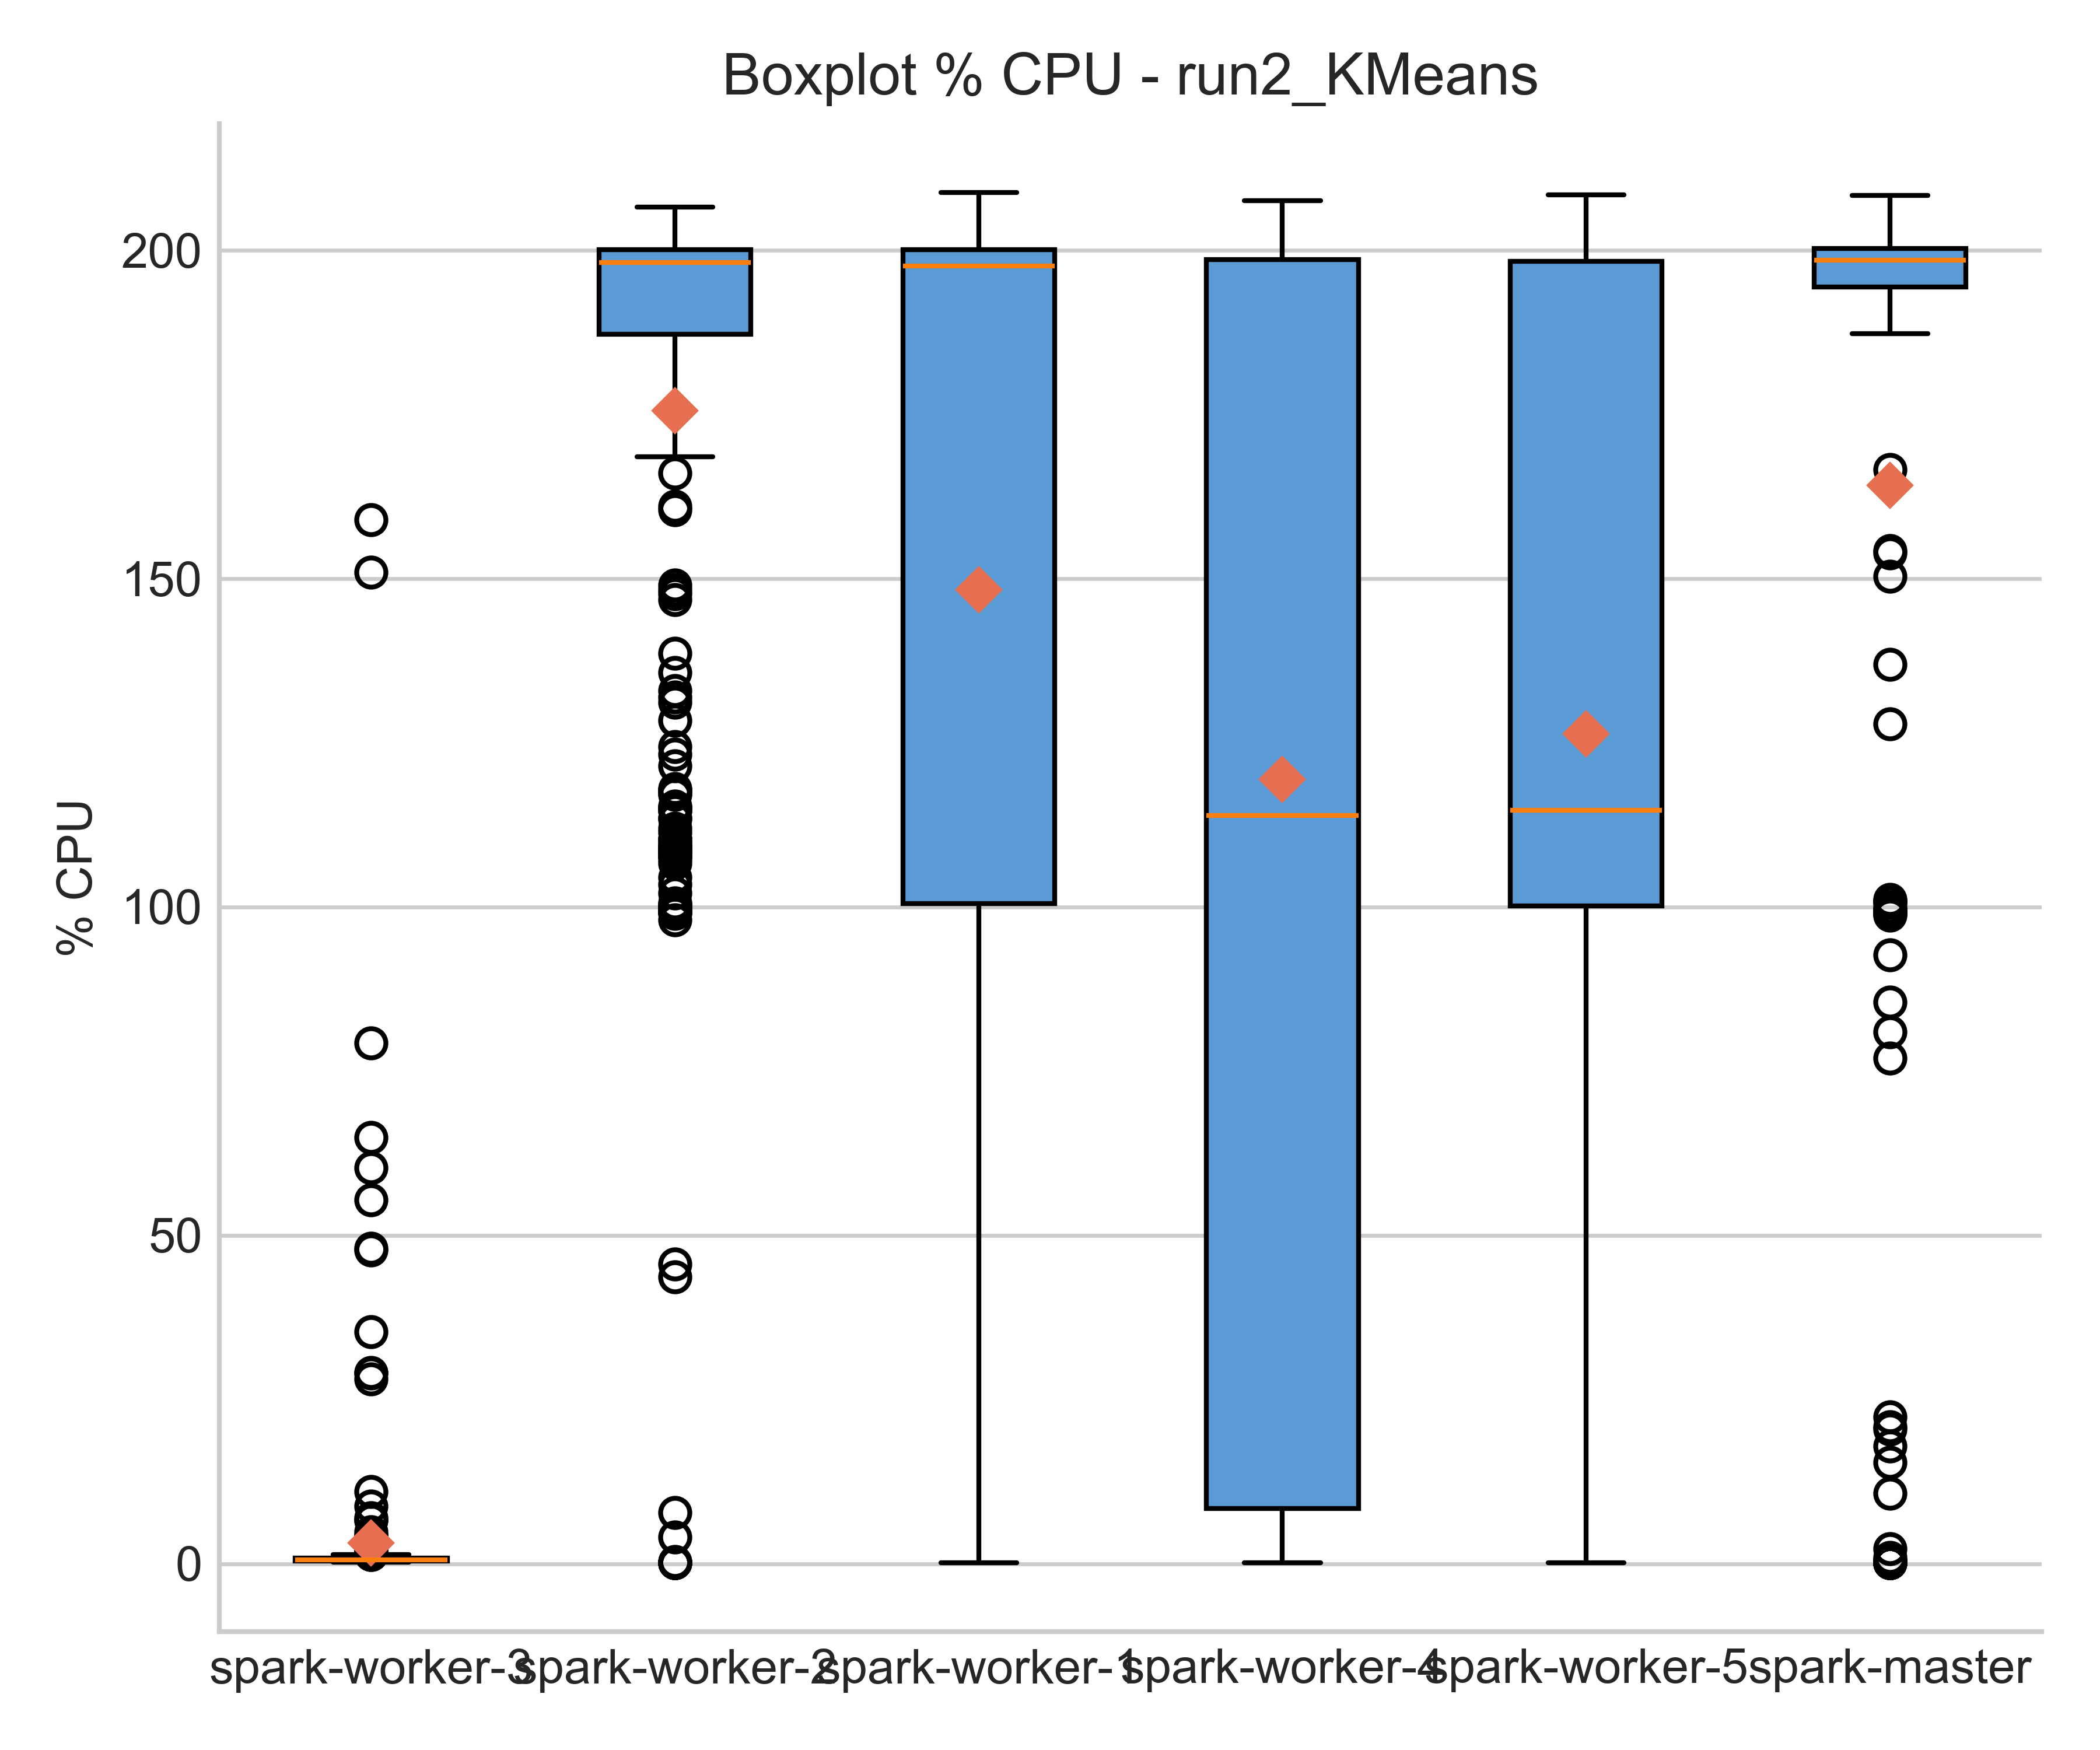 Boxplot % CPU - run2_KMeans
% CPU
200
150
100
50
0
spark-worker-3
spark-worker-2
spark-worker-1
spark-worker-4
spark-worker-5
spark-master